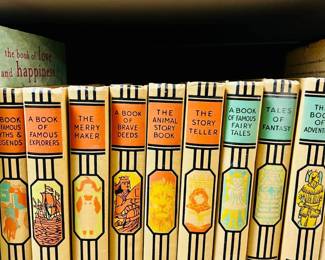 the book of love
and happiness
BOOK
OF FAMOUS
MYTHS &
LEGENDS
A BOOK
OF
FAMOUS
EXPLORERS
THE
MERRY
MAKER
A BOOK
OF
BRAVE
DEEDS
THE
ANIMAL
STORY
BOOK
THE
STORY
TELLER
A BOOK
OF
FAMOUS
FAIRY
TALES
TALES
OF
FANTASY
THE
BOOK
OF
ADVENTURE